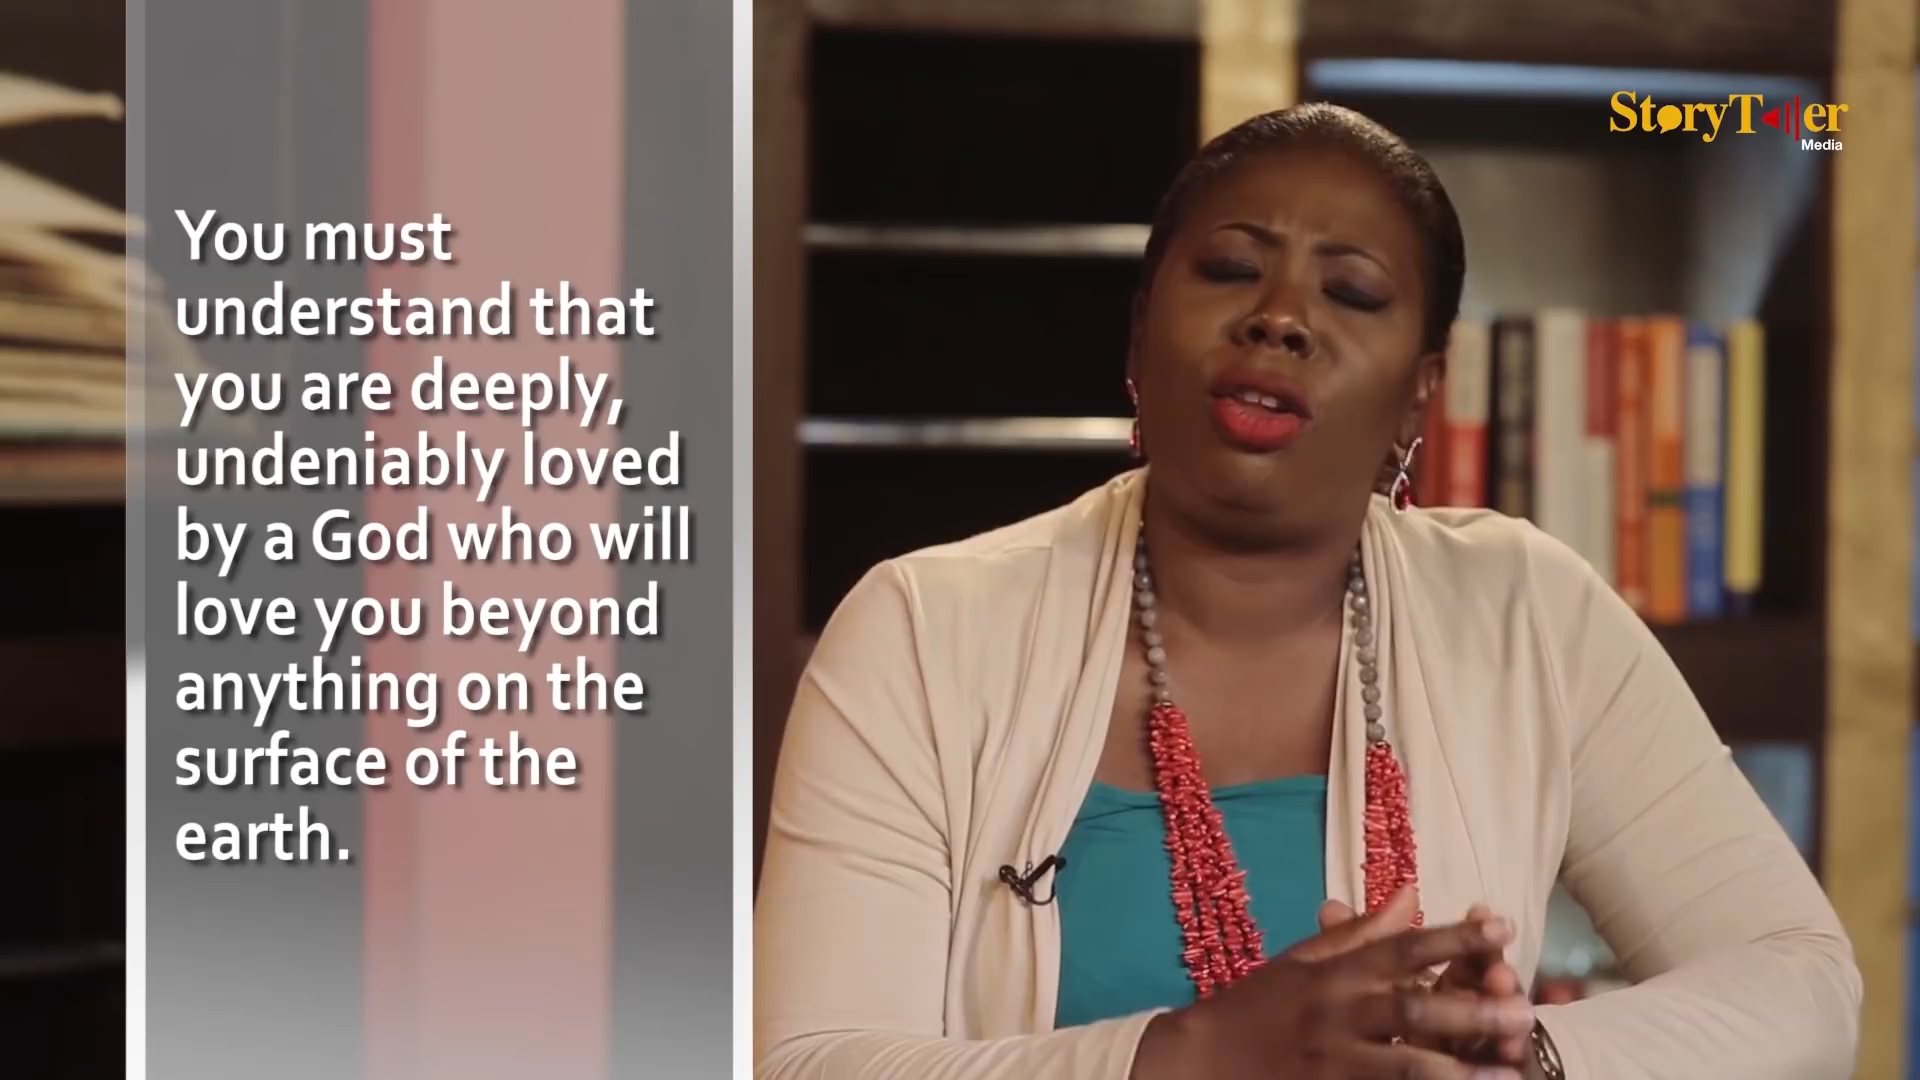 You must
understand that
you are deeply,
undeniably loved
by a God who will
love you beyond
anything on the
surface of the
earth.
StoryTeller
Media